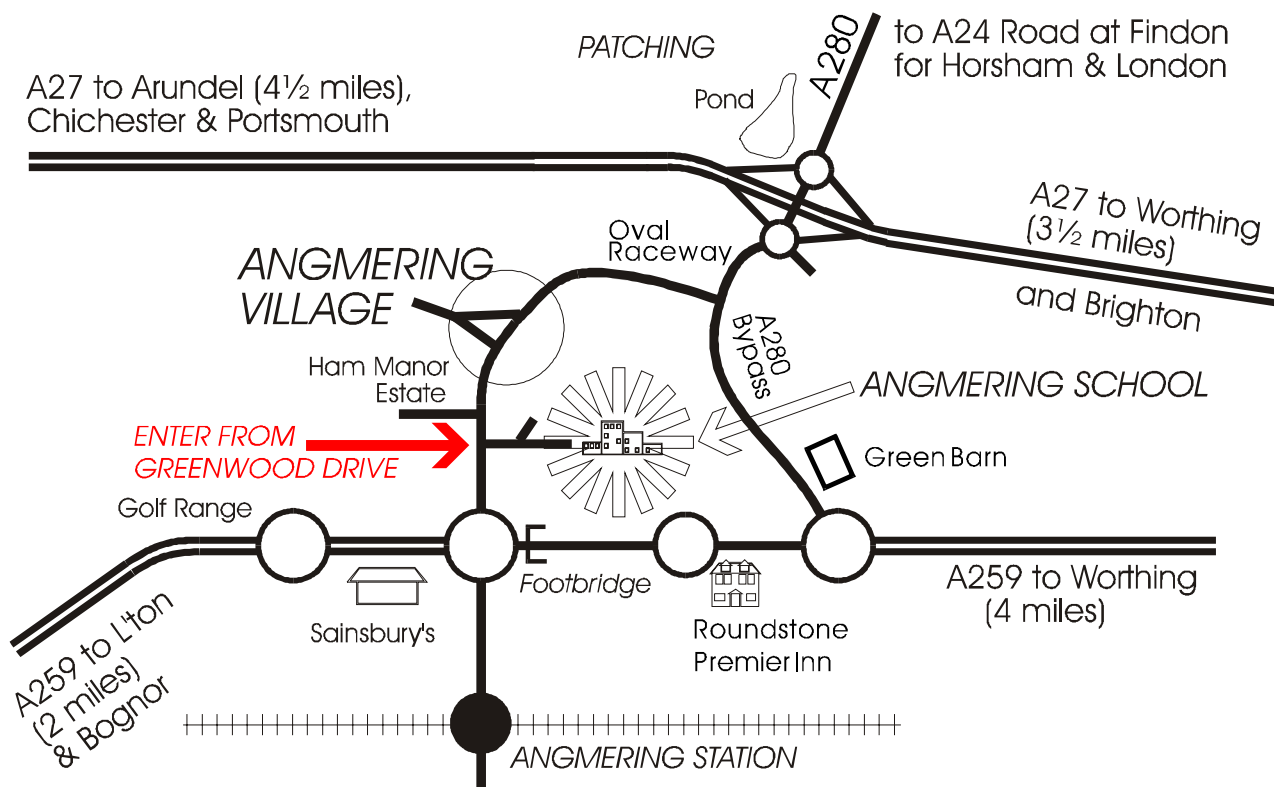 PATCHING
A280
to A24 Road at Findon
for Horsham & London
A27 to Arundel (4½ miles),
Chichester & Portsmouth
Pond
A27 to Worthing
(3½ miles)
and Brighton
Oval
Raceway
ANGMERING
VILLAGE
A280
Bypass
Ham Manor
Estate
ANGMERING SCHOOL
ENTER FROM
GREENWOOD DRIVE
Green Barn
Golf Range
Footbridge
A259 to Worthing
(4 miles)
Sainsbury's
Roundstone
Premier Inn
A259 to L'ton
(2 miles)
& Bognor
ANGMERING STATION